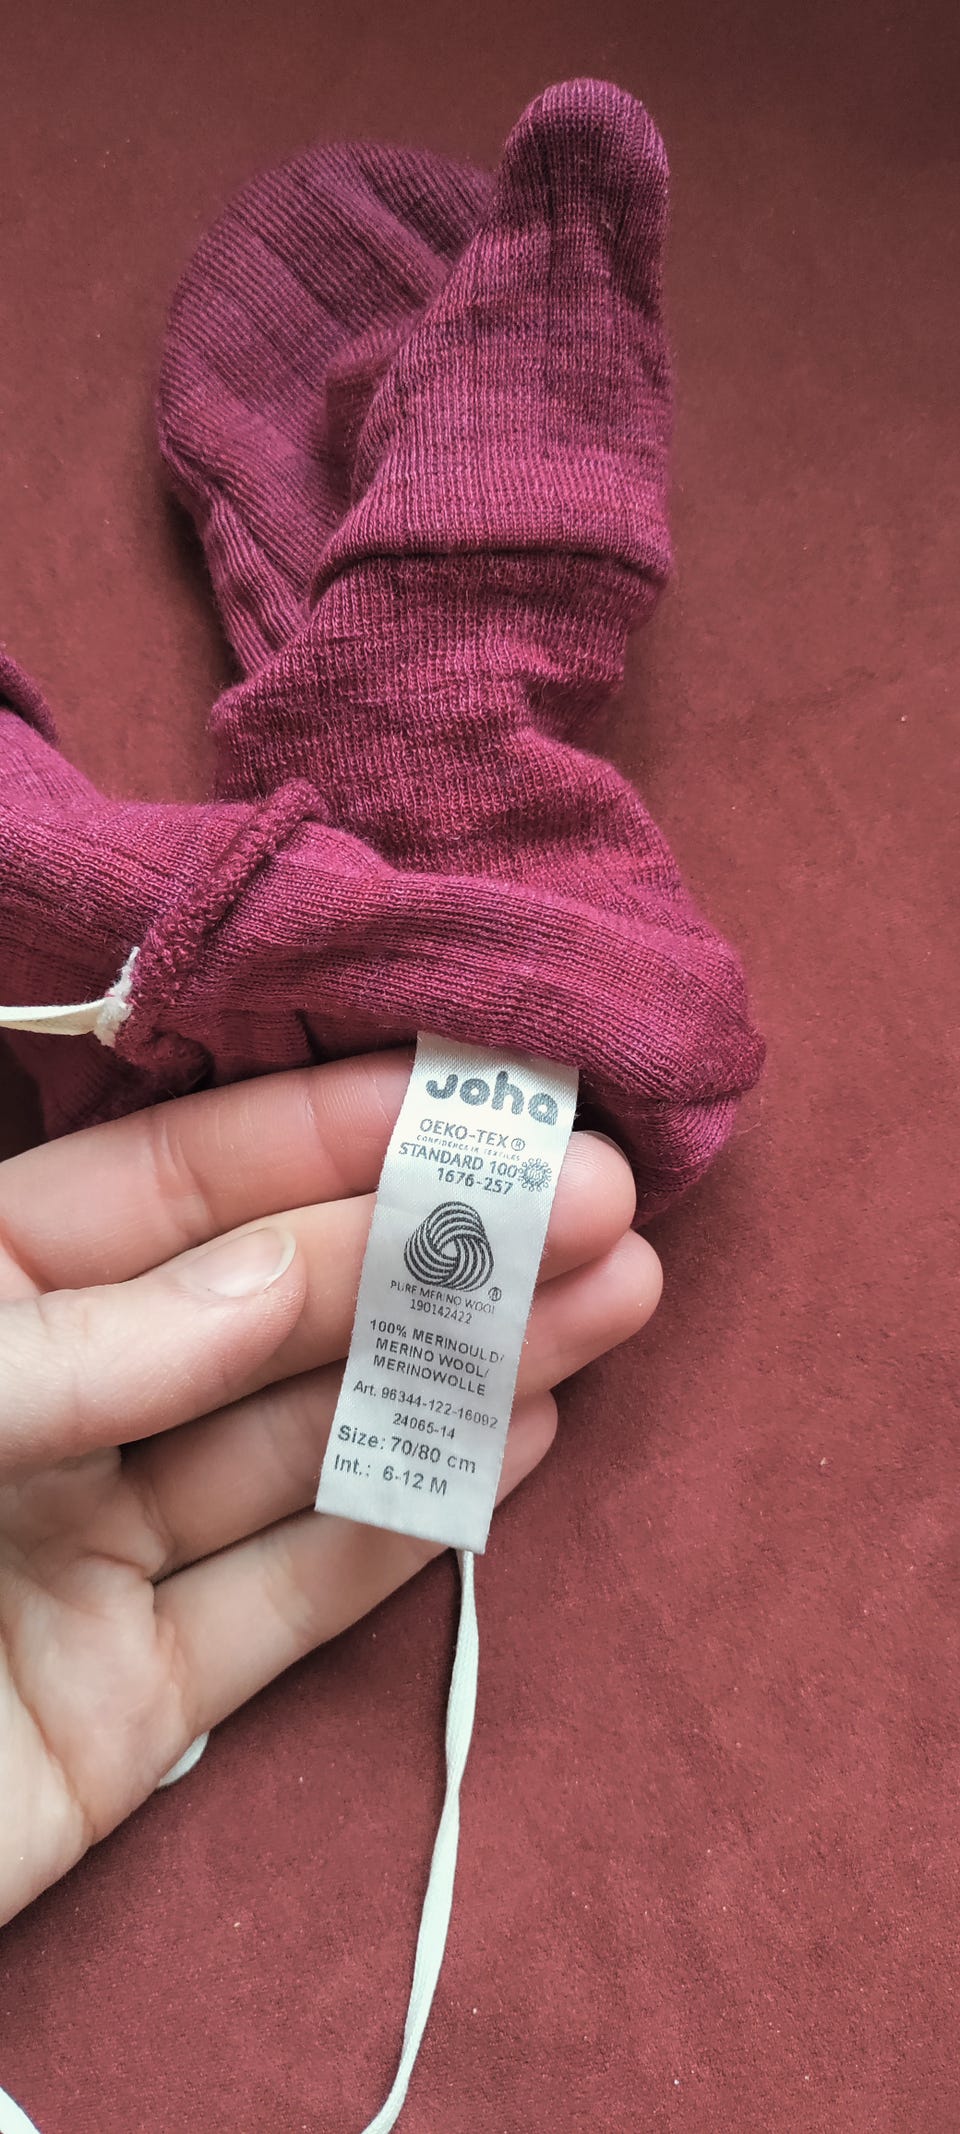 joha
OEKO-TEX®
CONFIDENCE IN TEXTILES
STANDARD 100
1676-257
PURE MERINO WOOL ®
190142422
100% MERINOULD/
MERINO WOOL/
MERINOWOLLE
Art. 96344-122-16092
24065-14
Size: 70/80 cm
Int.: 6-12 M